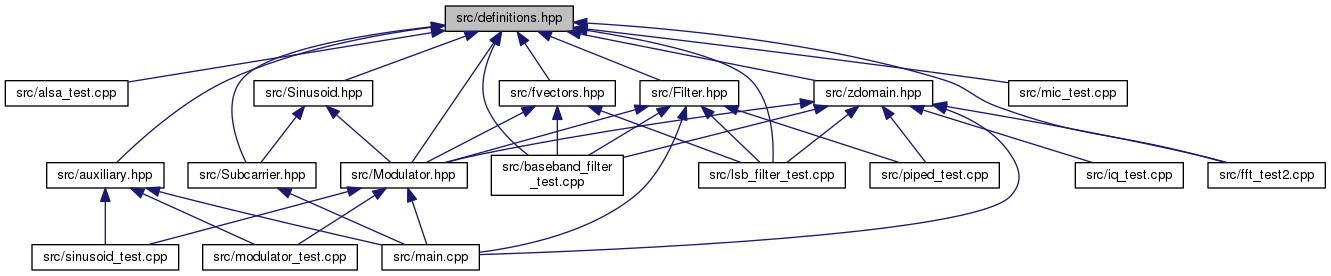 src/definitions.hpp
src/alsa_test.cpp
src/Sinusoid.hpp
src/fvectors.hpp
src/Filter.hpp
src/zdomain.hpp
src/mic_test.cpp
src/auxiliary.hpp
src/Subcarrier.hpp
src/Modulator.hpp
src/baseband_filter
_test.cpp
src/lsb_filter_test.cpp
src/piped_test.cpp
src/iq_test.cpp
src/fft_test2.cpp
src/sinusoid_test.cpp
src/modulator_test.cpp
src/main.cpp